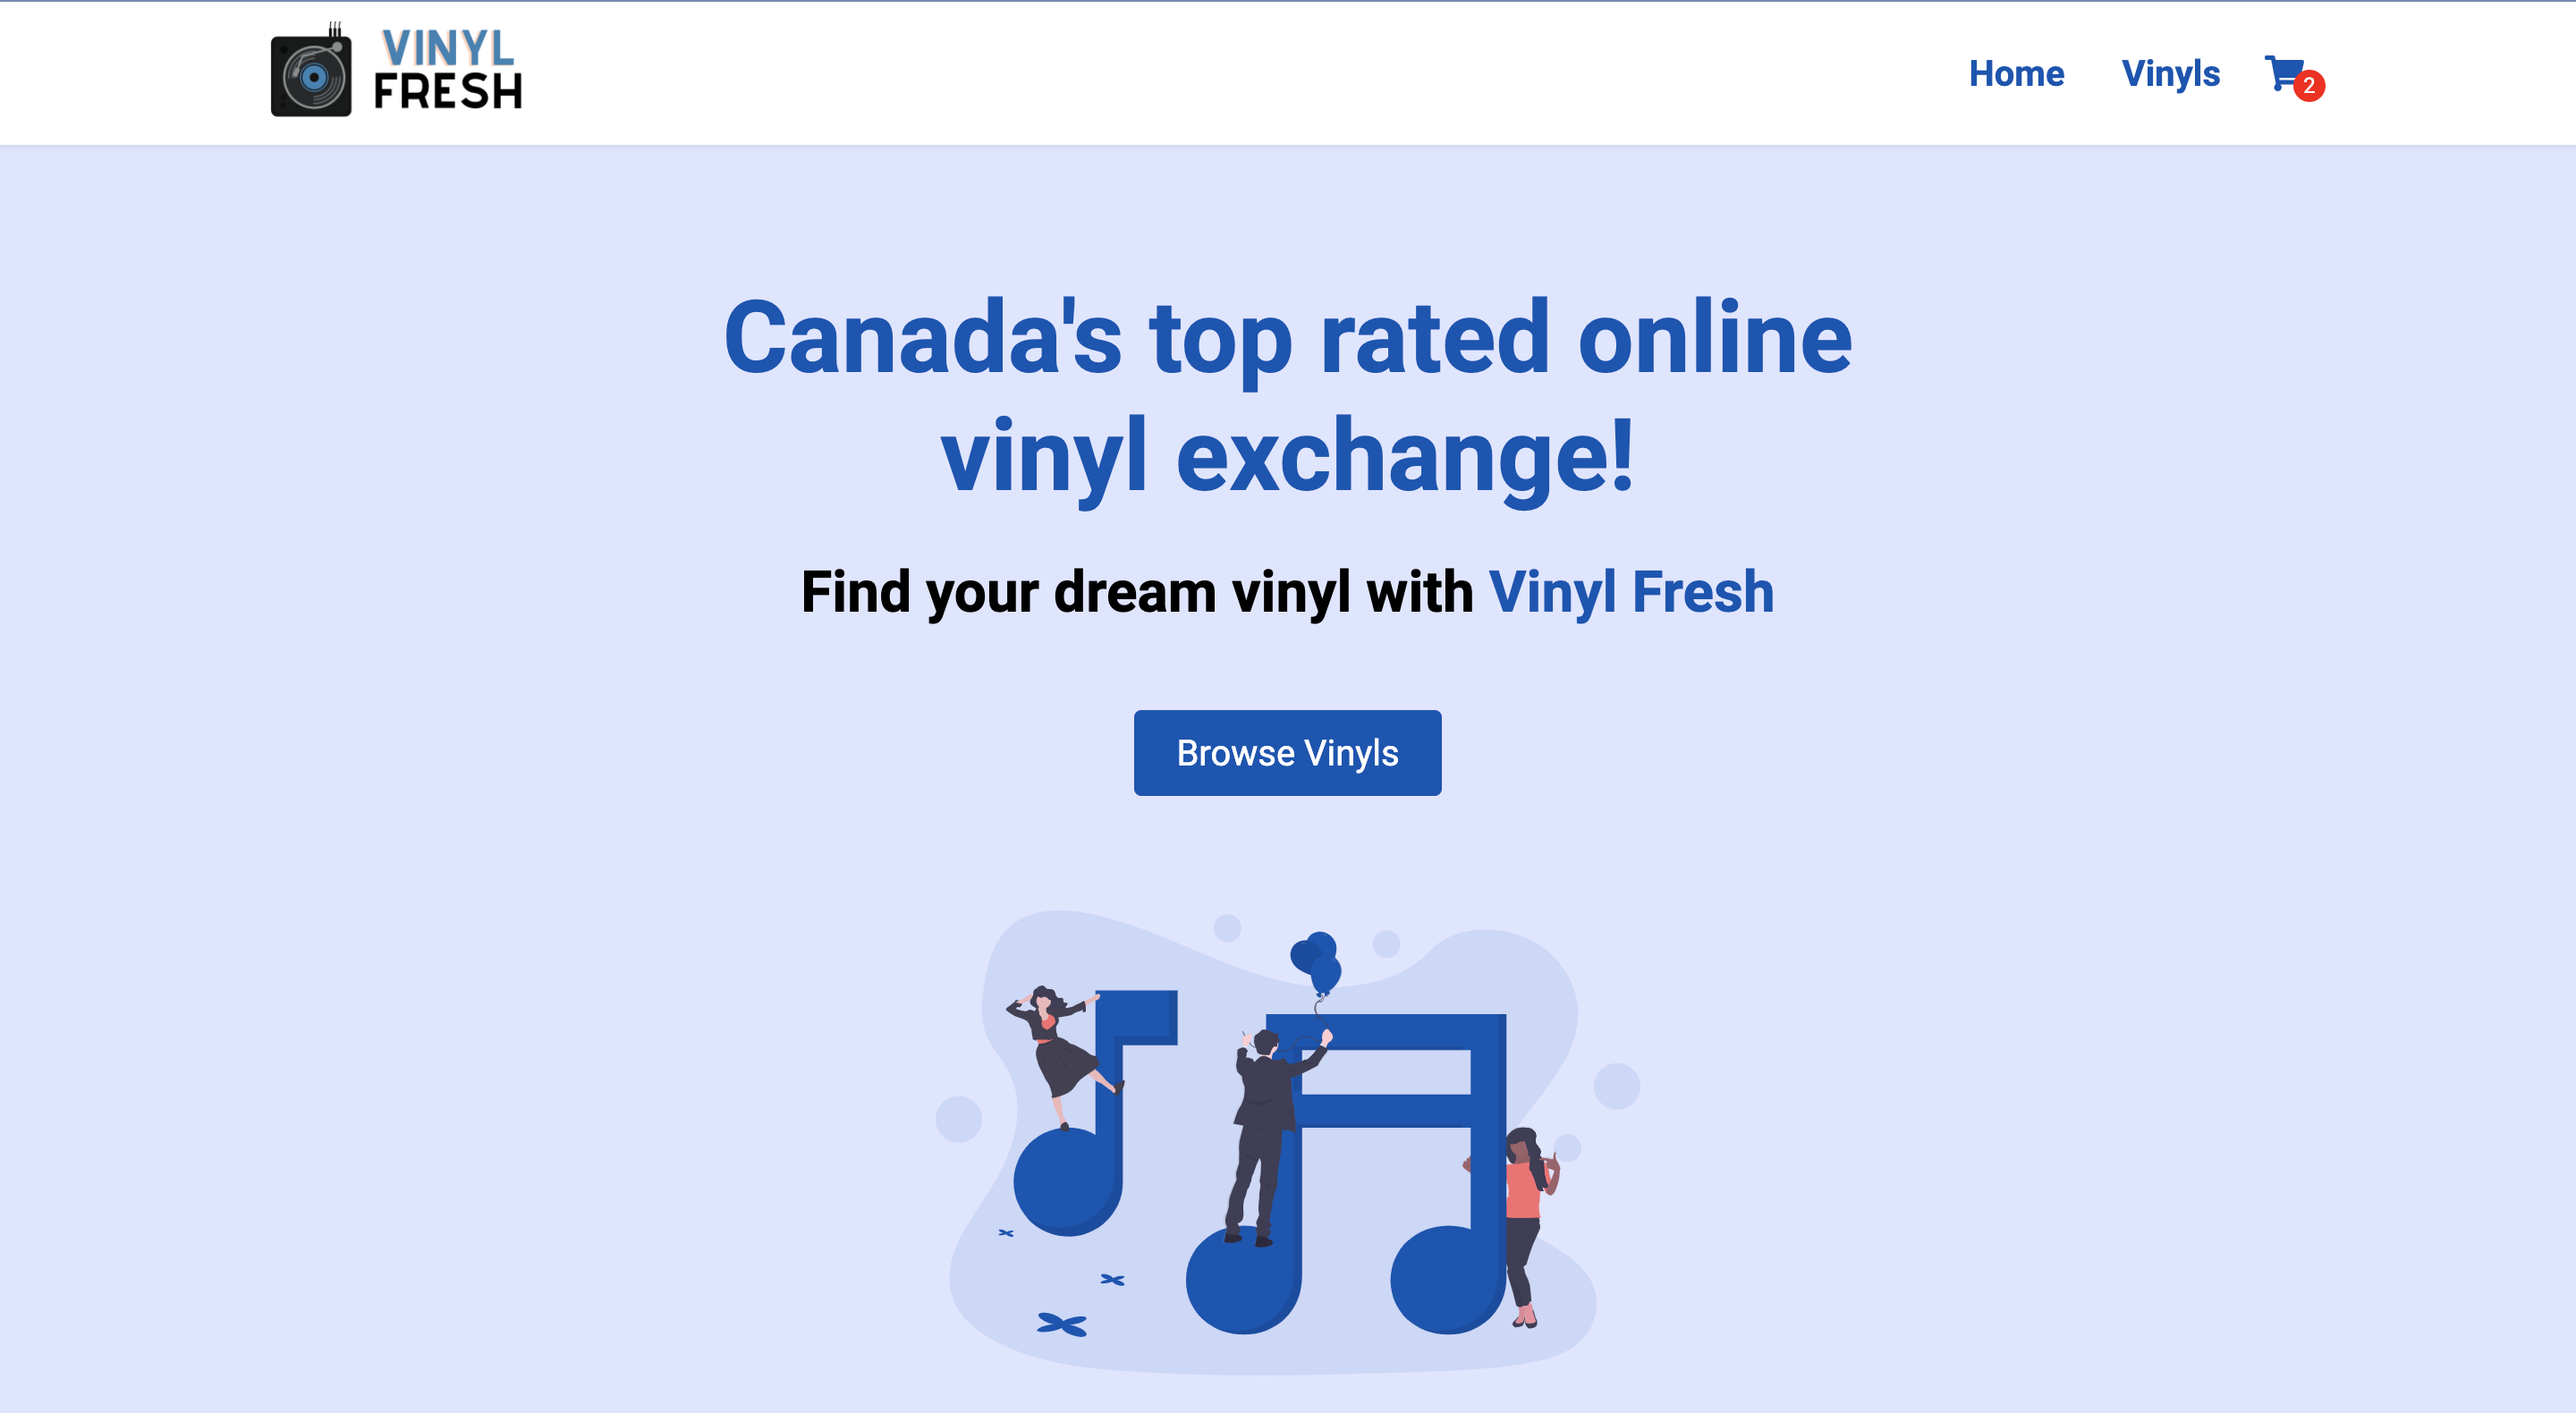 VINYL
FRESH
Home
Vinyls
2
Canada's top rated online
vinyl exchange!
Find your dream vinyl with Vinyl Fresh
Browse Vinyls